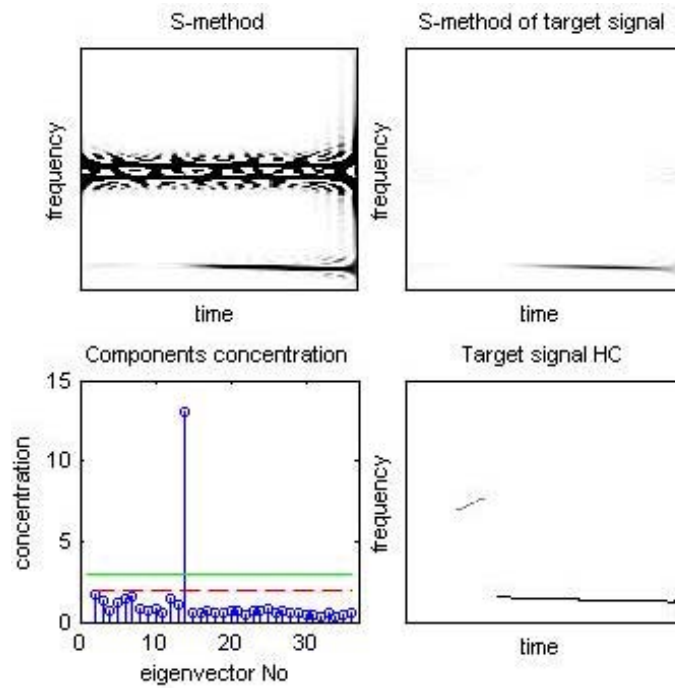 S-method
S-method of target signal
frequency
frequency
time
time
Components concentration
Target signal HC
15
10
5
0
0
10
20
30
concentration
frequency
eigenvector No
time